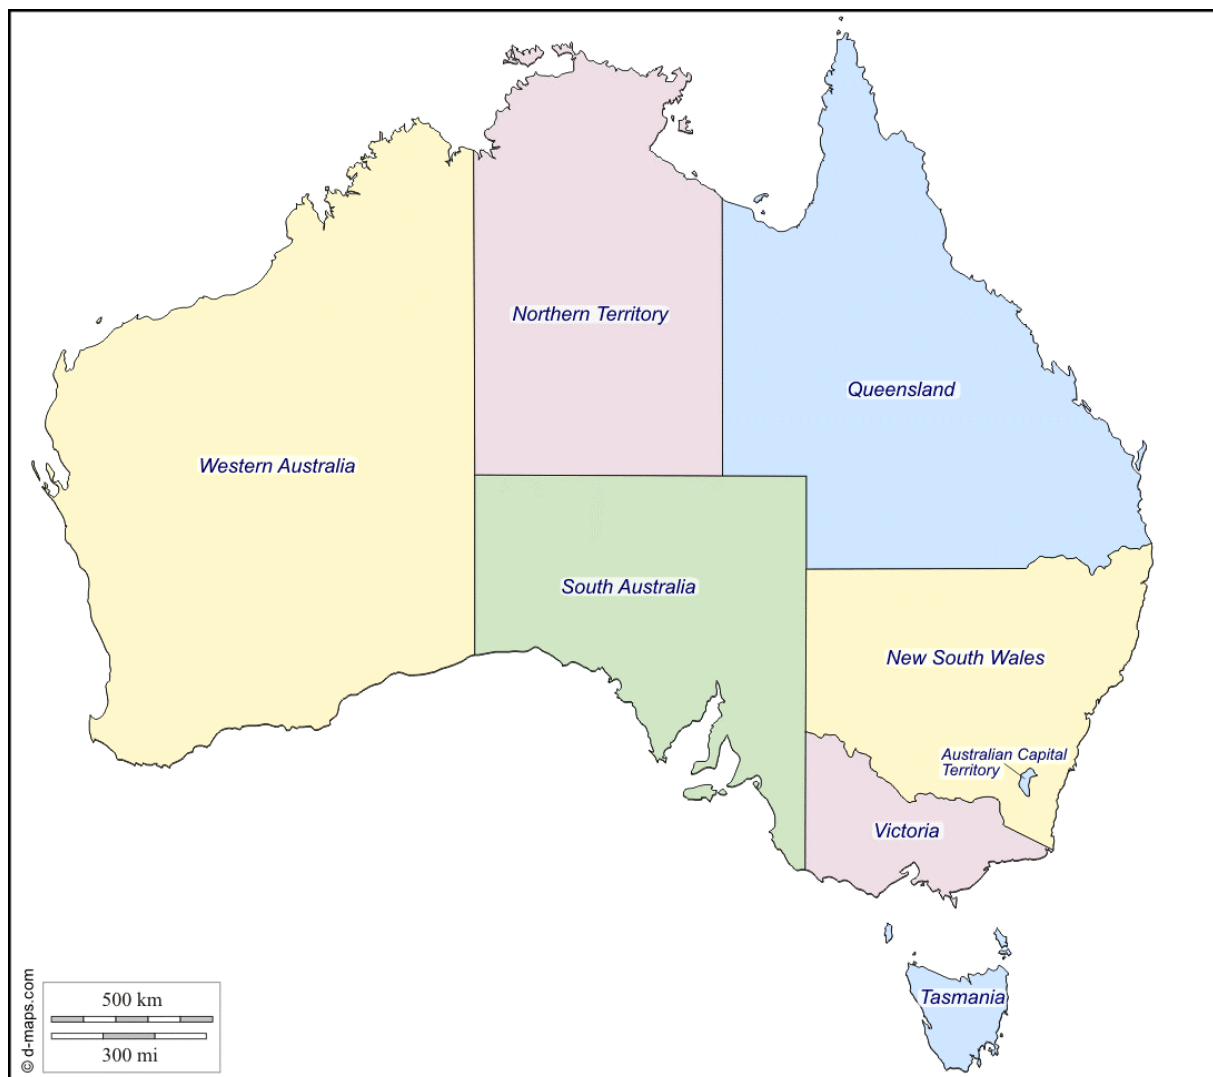 Northern Territory
Queensland
Western Australia
South Australia
New South Wales
Australian Capital
Territory
Victoria
Tasmania
500 km
300 mi
© d-maps.com